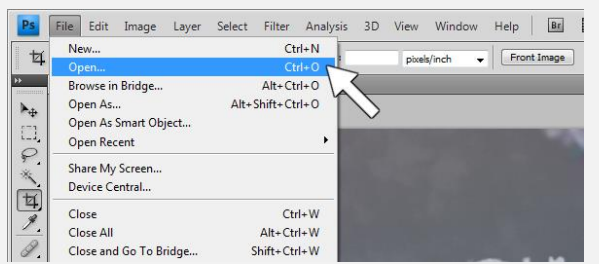 Ps File Edit Image Layer Select Filter Analysis 3D View Window Help Br
pixels/inch Front Image
New... Ctrl+N
Open... Ctrl+O
Browse in Bridge... Alt+Ctrl+O
Open As... Alt+Shift+Ctrl+O
Open As Smart Object...
Open Recent
Share My Screen...
Device Central...
Close Ctrl+W
Close All Alt+Ctrl+W
Close and Go To Bridge... Shift+Ctrl+W